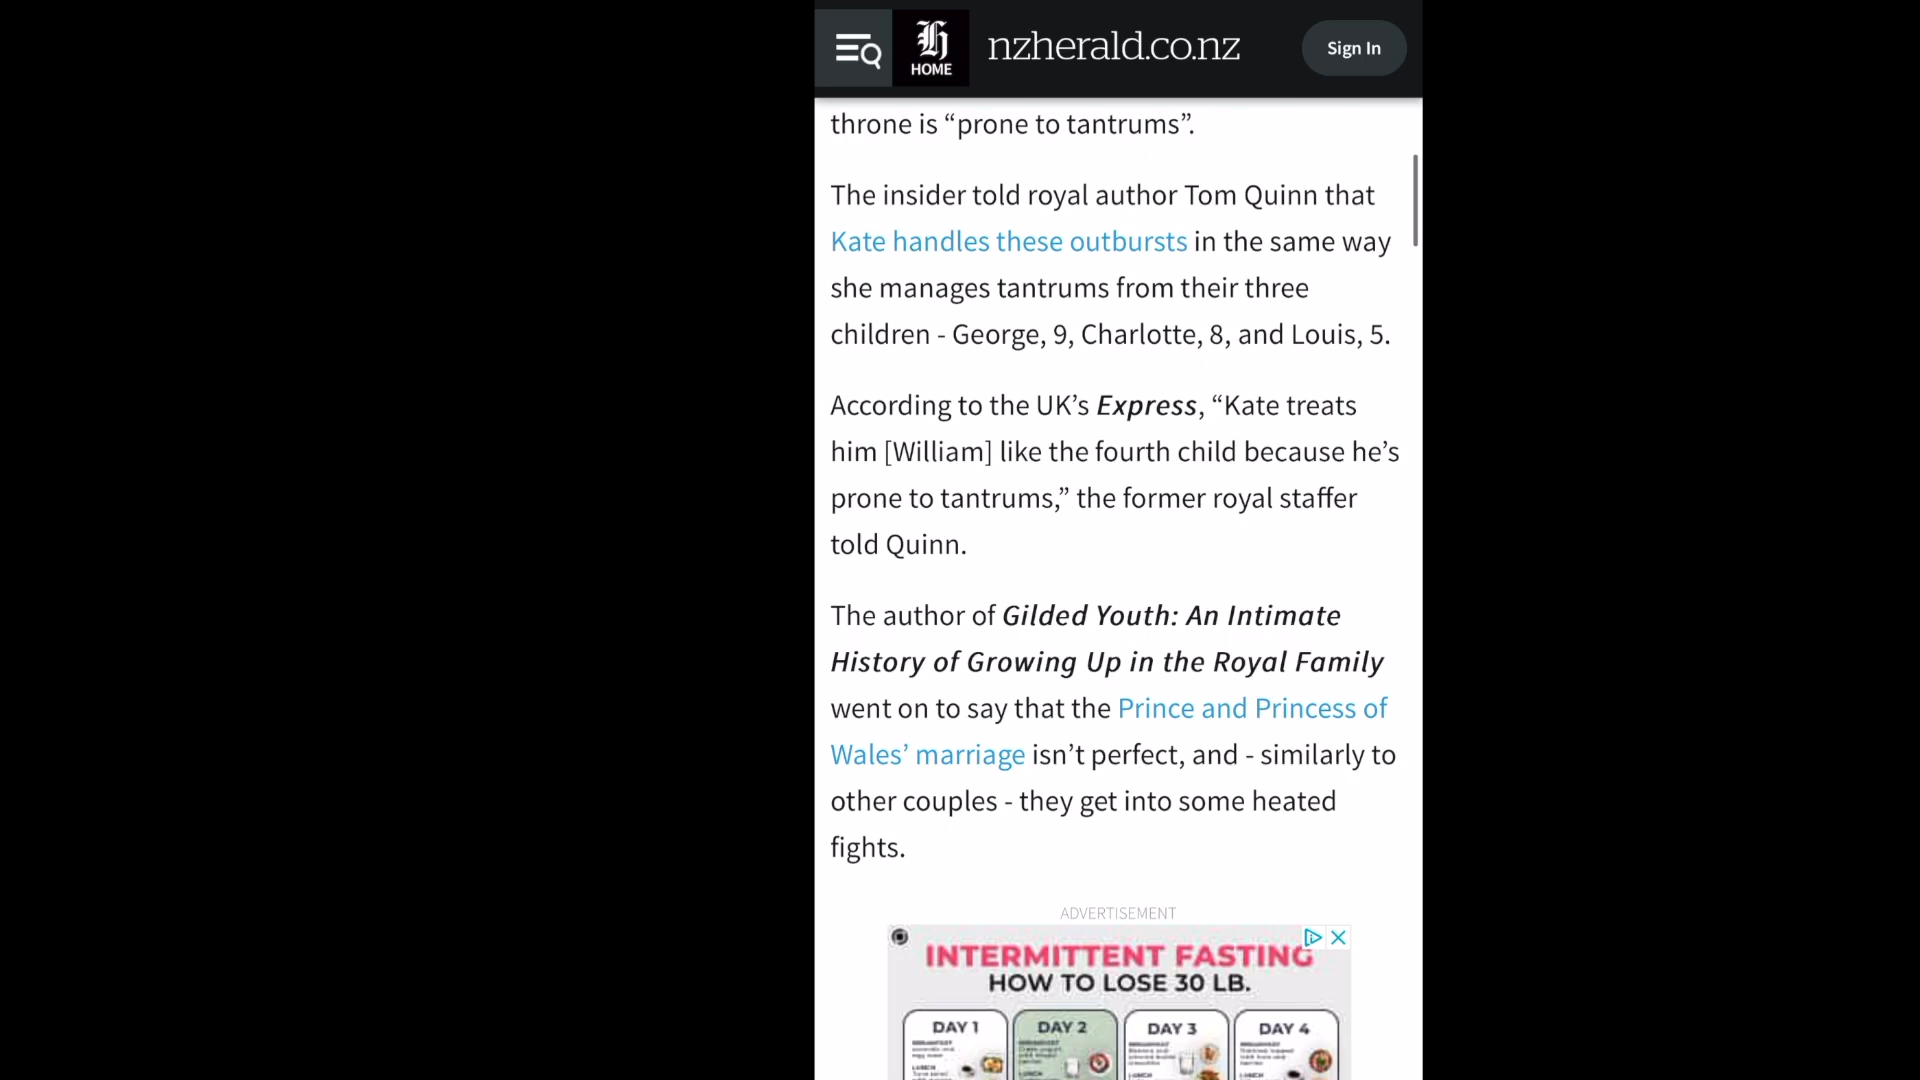 HOME
nzherald.co.nz
Sign In
throne is “prone to tantrums”.
The insider told royal author Tom Quinn that
Kate handles these outbursts in the same way
she manages tantrums from their three
children - George, 9, Charlotte, 8, and Louis, 5.
According to the UK’s Express, “Kate treats
him [William] like the fourth child because he’s
prone to tantrums,” the former royal staffer
told Quinn.
The author of Gilded Youth: An Intimate
History of Growing Up in the Royal Family
went on to say that the Prince and Princess of
Wales’ marriage isn’t perfect, and - similarly to
other couples - they get into some heated
fights.
ADVERTISEMENT
INTERMITTENT FASTING
HOW TO LOSE 30 LB.
DAY 1
DAY 2
DAY 3
DAY 4